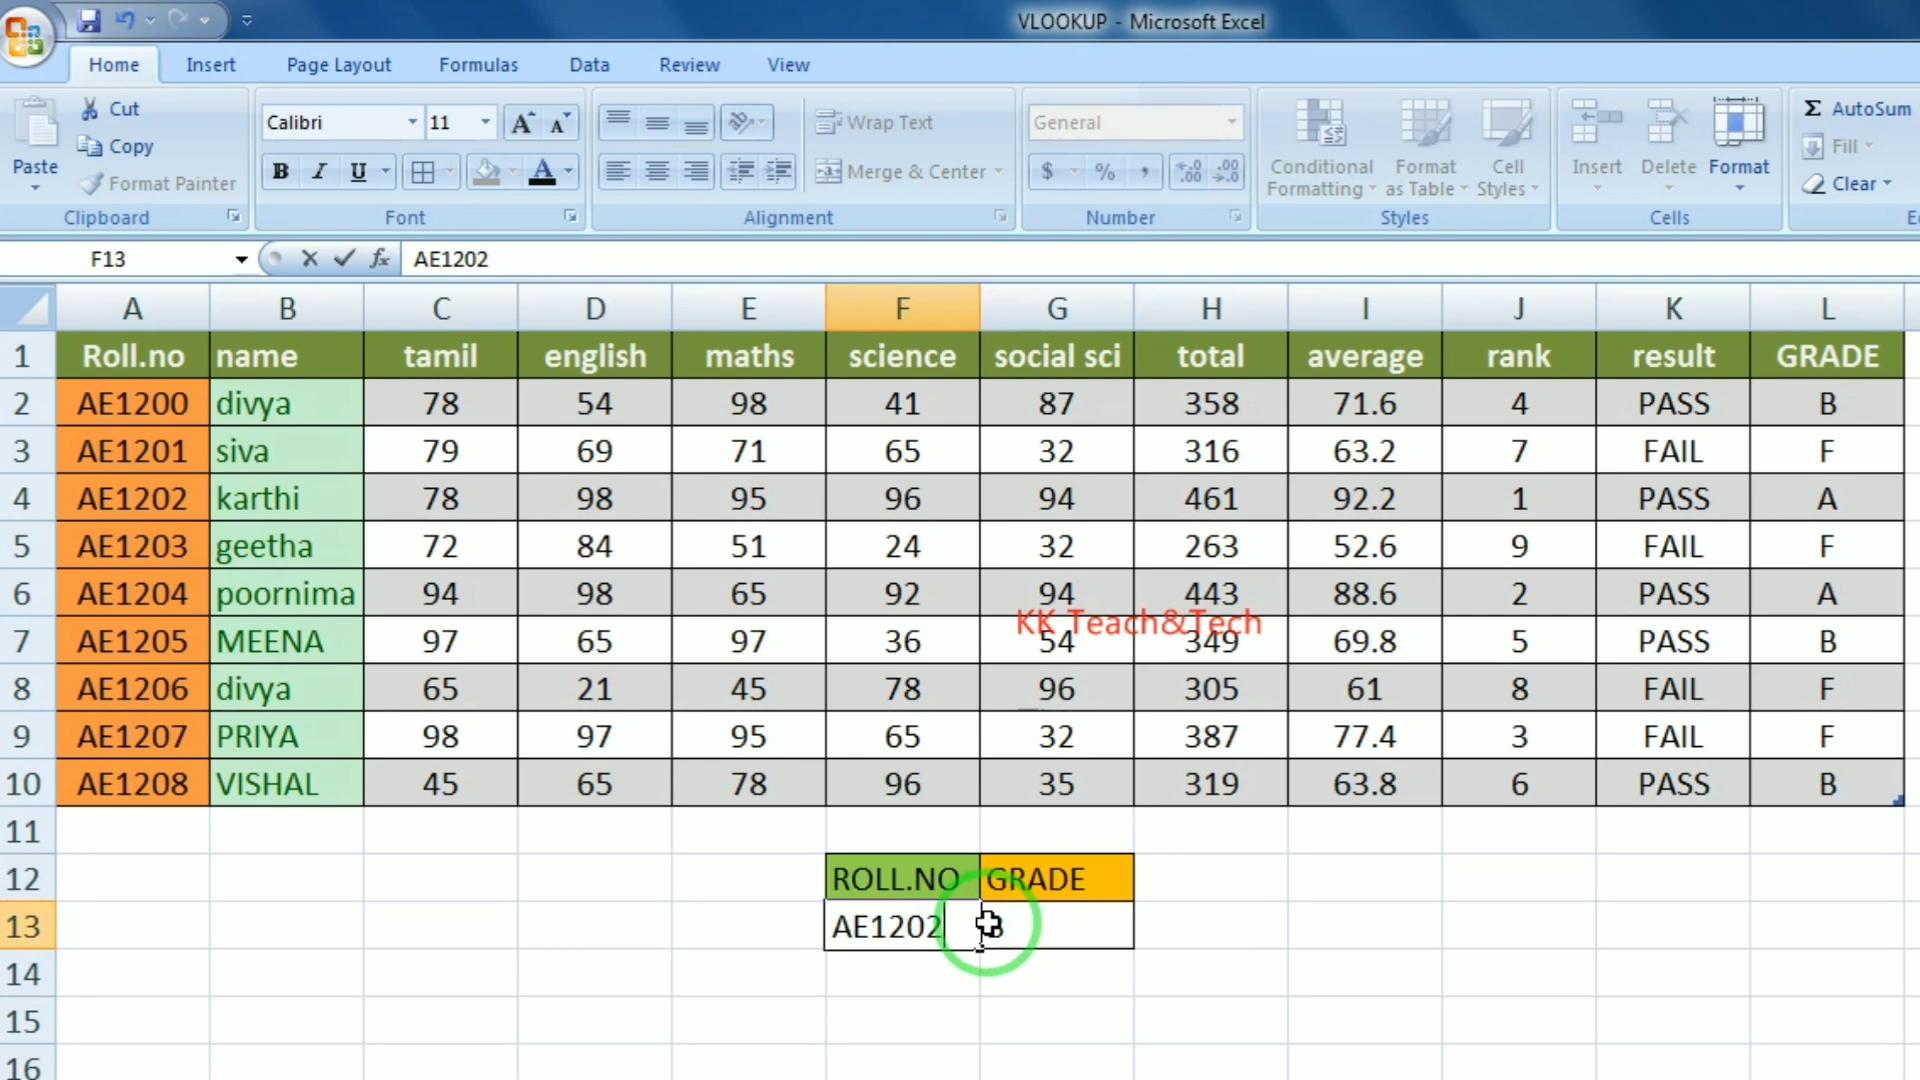 VLOOKUP - Microsoft Excel
Home Insert Page Layout Formulas Data Review View
Cut
Copy
Format Painter
Paste
Clipboard
Calibri 11
B I U
Font
Wrap Text
Merge & Center
Alignment
General
$ % ,
Number
Conditional Formatting
Format as Table
Cell Styles
Styles
Insert
Delete
Format
Cells
Σ AutoSum
Fill
Clear
F13 fx AE1202
A B C D E F G H I J K L
1 Roll.no name tamil english maths science social sci total average rank result GRADE
2 AE1200 divya 78 54 98 41 87 358 71.6 4 PASS B
3 AE1201 siva 79 69 71 65 32 316 63.2 7 FAIL F
4 AE1202 karthi 78 98 95 96 94 461 92.2 1 PASS A
5 AE1203 geetha 72 84 51 24 32 263 52.6 9 FAIL F
6 AE1204 poornima 94 98 65 92 94 443 88.6 2 PASS A
KK Teach&Tech
7 AE1205 MEENA 97 65 97 36 54 349 69.8 5 PASS B
8 AE1206 divya 65 21 45 78 96 305 61 8 FAIL F
9 AE1207 PRIYA 98 97 95 65 32 387 77.4 3 FAIL F
10 AE1208 VISHAL 45 65 78 96 35 319 63.8 6 PASS B
11
12 ROLL.NO GRADE
13 AE1202
14
15
16